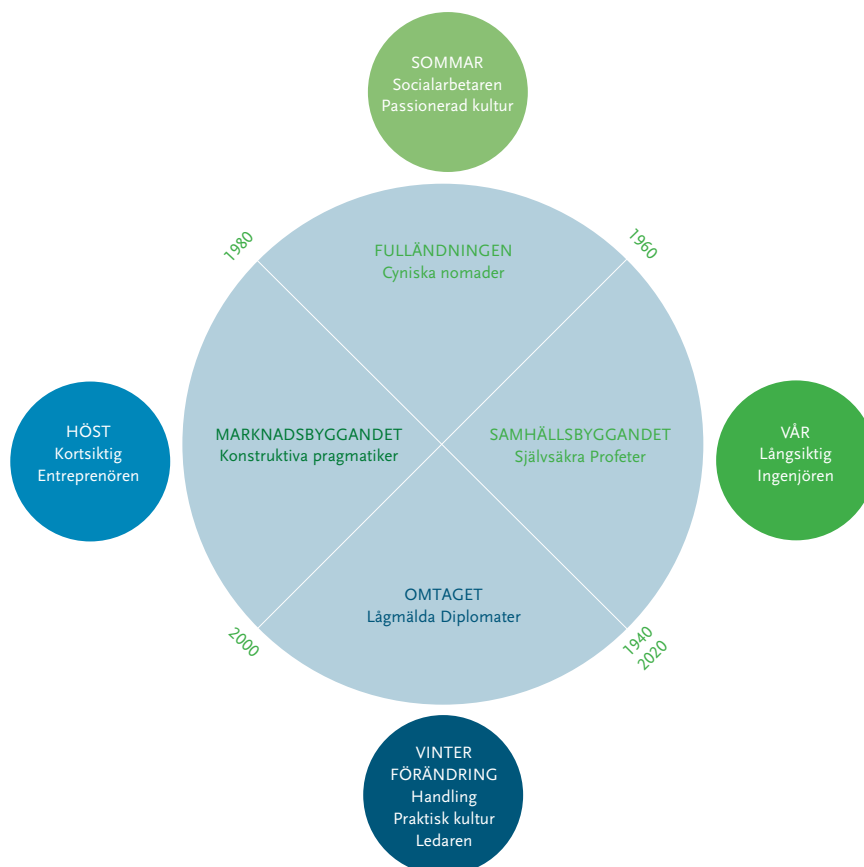 SOMMAR
Socialarbetaren
Passionerad kultur
1980
1960
FULLÄNDNINGEN
Cyniska nomader
HÖST
Kortsiktig
Entreprenören
MARKNADSBYGGANDET
Konstruktiva pragmatiker
SAMHÄLLSBYGGANDET
Självsäkra Profeter
VÅR
Långsiktig
Ingenjören
OMTAGET
Lågmälda Diplomater
2000
1940
2020
VINTER
FÖRÄNDRING
Handling
Praktisk kultur
Ledaren